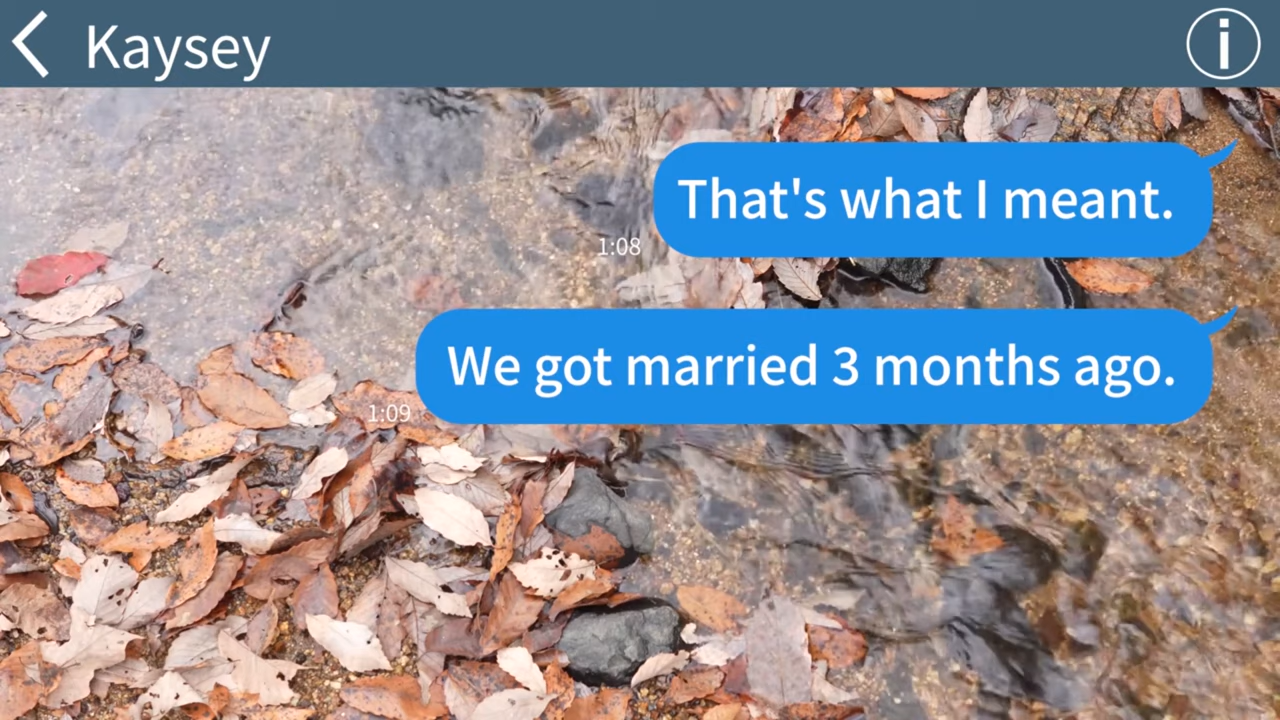 Kaysey
That's what I meant.
1:08
We got married 3 months ago.
1:09